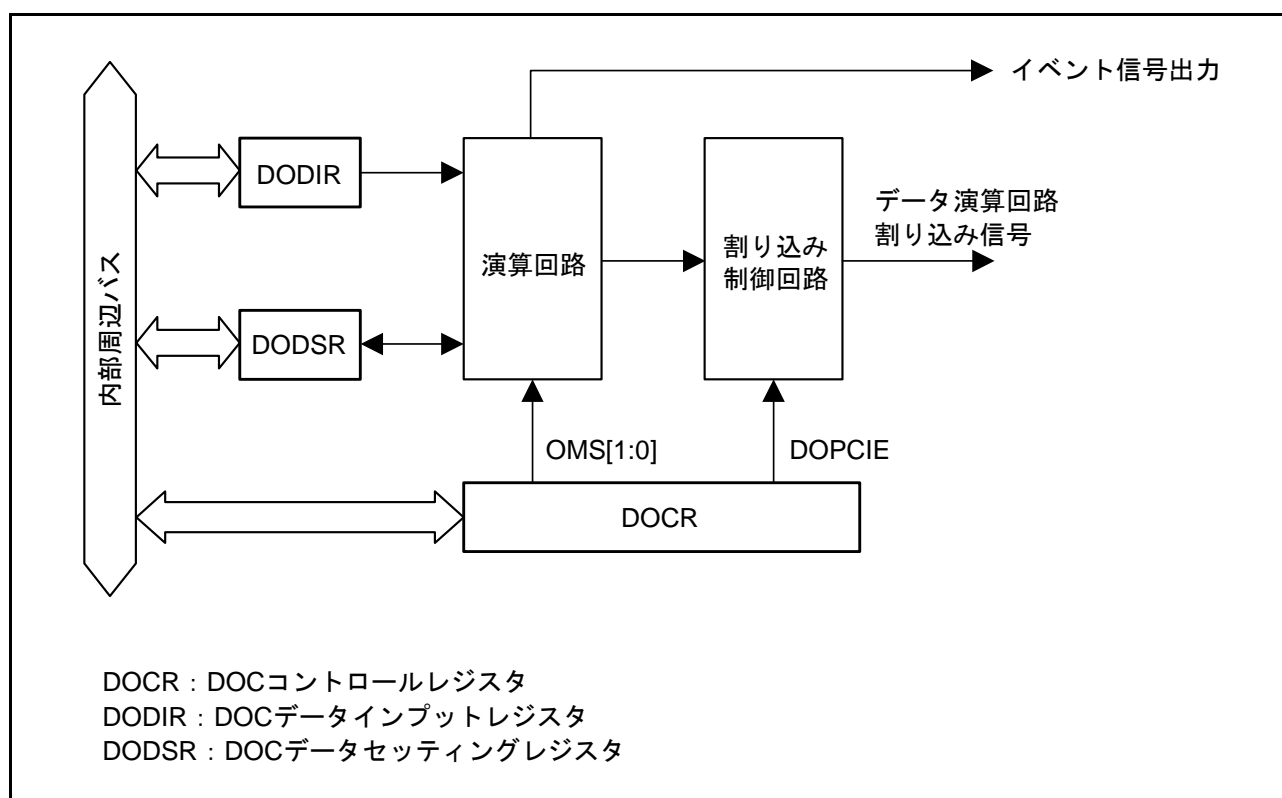 イベント信号出力
DODIR
データ演算回路
割り込み信号
演算回路
割り込み
制御回路
内部周辺バス
DODSR
OMS[1:0]
DOPCIE
DOCR
DOCR：DOCコントロールレジスタ
DODIR：DOCデータインプットレジスタ
DODSR：DOCデータセッティングレジスタ